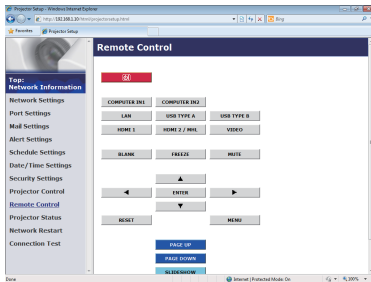 Projector Setup - Windows Internet Explorer
http://192.168.1.10/html/projectorsetup.html
Bing
Favorites
Projector Setup
Remote Control
Top:
Network Information
Network Settings
Port Settings
Mail Settings
Alert Settings
Schedule Settings
Date/Time Settings
Security Settings
Projector Control
Remote Control
Projector Status
Network Restart
Connection Test
COMPUTER IN1
COMPUTER IN2
LAN
USB TYPE A
USB TYPE B
HDMI 1
HDMI 2 / MHL
VIDEO
BLANK
FREEZE
MUTE
▲
◄
ENTER
►
▼
RESET
MENU
PAGE UP
PAGE DOWN
SLIDESHOW
Done
Internet | Protected Mode: On
100%